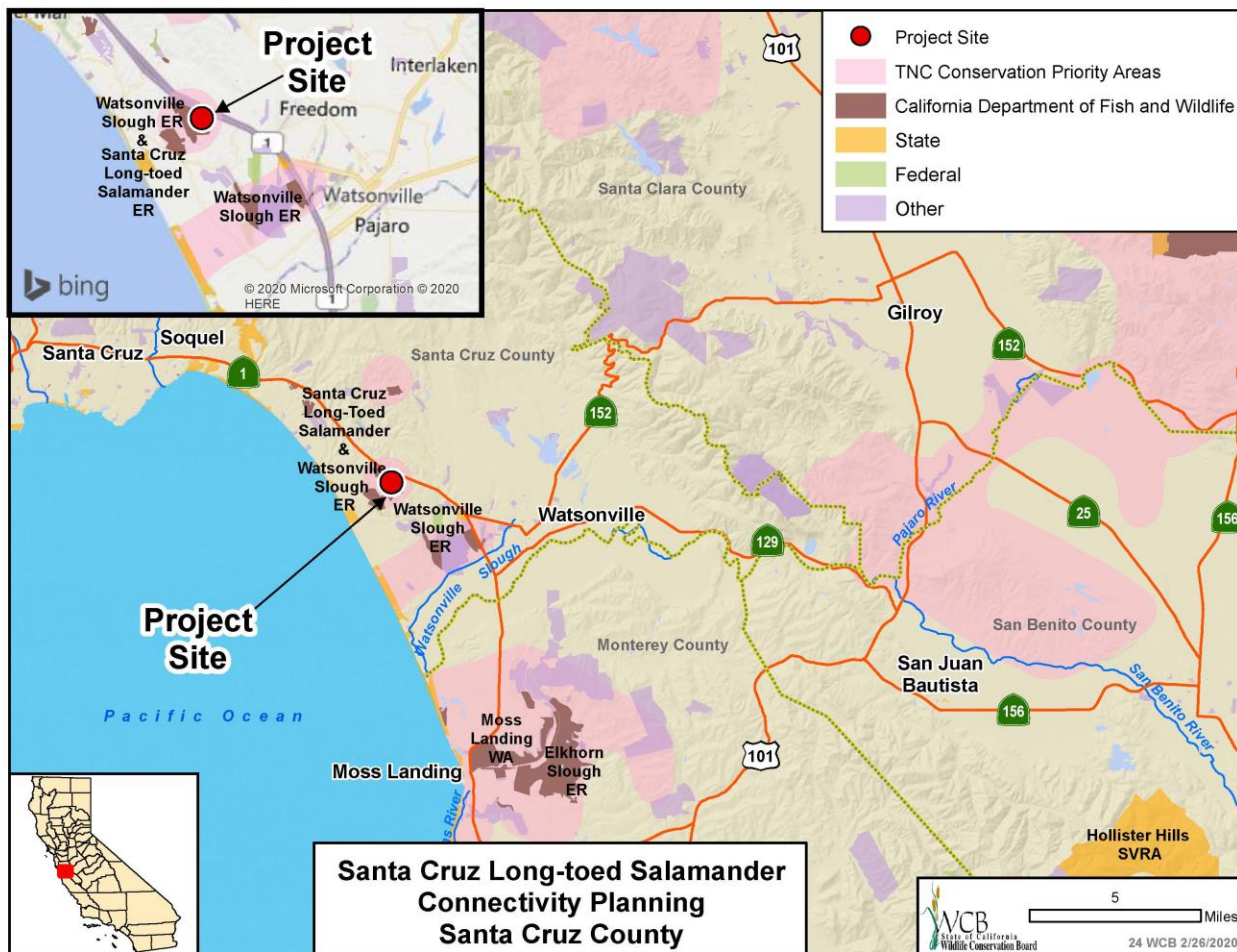 Project
Site
Interlaken
Freedom
Watsonville
Slough ER
&
Santa Cruz
Long-toed
Salamander
ER
1
Watsonville
Slough ER
Watsonville
Pajaro
1
bing
© 2020 Microsoft Corporation © 2020
HERE
Project Site
TNC Conservation Priority Areas
California Department of Fish and Wildlife
State
Federal
Other
101
Santa Clara County
Gilroy
152
Soquel
Santa Cruz
1
Santa Cruz County
Santa Cruz
Long-Toed
Salamander
&
Watsonville
Slough
ER
152
Watsonville
Slough
ER
Watsonville
129
Pajaro River
25
156
Watsonville Slough
Project
Site
Monterey County
San Benito County
San Juan
Bautista
156
San Benito River
Pacific Ocean
Moss
Landing
WA
Elkhorn
Slough
ER
101
Moss Landing
River
Hollister Hills
SVRA
Santa Cruz Long-toed Salamander
Connectivity Planning
Santa Cruz County
WCB
State of California
Wildlife Conservation Board
5
Miles
24 WCB 2/26/2020